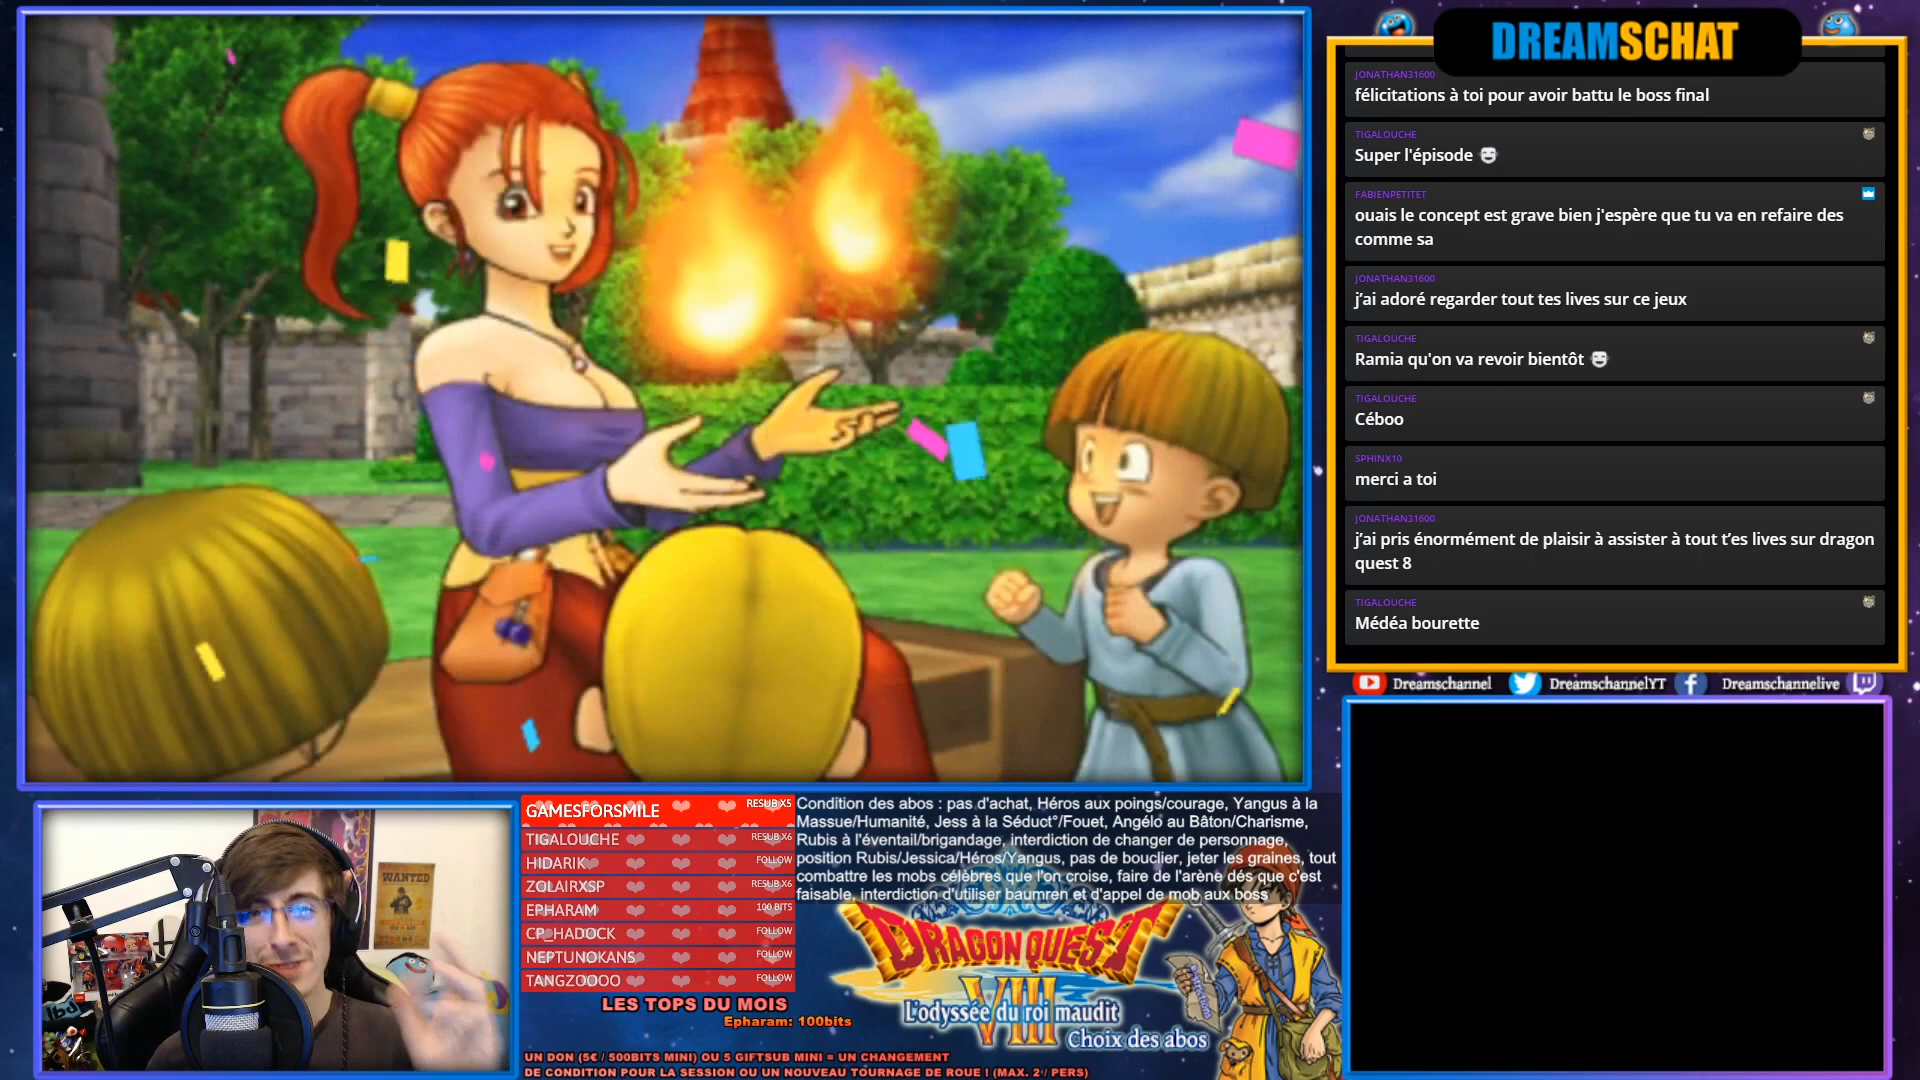 DREAMSCHAT
JONATHAN31600
félicitations à toi pour avoir battu le boss final
TIGALOUCHE
Super l'épisode
FABIENPETITET
ouais le concept est grave bien j'espère que tu va en refaire des
comme sa
JONATHAN31600
j'ai adoré regarder tout tes lives sur ce jeux
TIGALOUCHE
Ramia qu'on va revoir bientôt
TIGALOUCHE
Céboo
SPHINX10
merci a toi
JONATHAN31600
j'ai pris énormément de plaisir à assister à tout t'es lives sur dragon
quest 8
TIGALOUCHE
Médéa bourette
Dreamschannel DreamschannelYT Dreamschannelive
WANTED
GAMESFORSMILE RESUB X5
TIGALOUCHE RESUB X6
HIDARIK FOLLOW
ZOLAIRXSP RESUB X6
EPHARAM 100 BITS
CP_HADOCK FOLLOW
NEPTUNOKANS FOLLOW
TANGZOOOO FOLLOW
LES TOPS DU MOIS
Epharam: 100bits
Condition des abos : pas d'achat, Héros aux poings/courage, Yangus à la
Massue/Humanité, Jess à la Séduct°/Fouet, Angélo au Bâton/Charisme,
Rubis à l'éventail/brigandage, interdiction de changer de personnage,
position Rubis/Jessica/Héros/Yangus, pas de bouclier, jeter les graines, tout
combattre les mobs célèbres que l'on croise, faire de l'arène dés que c'est
faisable, interdiction d'utiliser baumren et d'appel de mob aux boss
DRAGON QUEST
VIII
L'odyssée du roi maudit
Choix des abos
UN DON (5€ / 500BITS MINI) OU 5 GIFTSUB MINI = UN CHANGEMENT
DE CONDITION POUR LA SESSION OU UN NOUVEAU TOURNAGE DE ROUE ! (MAX. 2 / PERS)